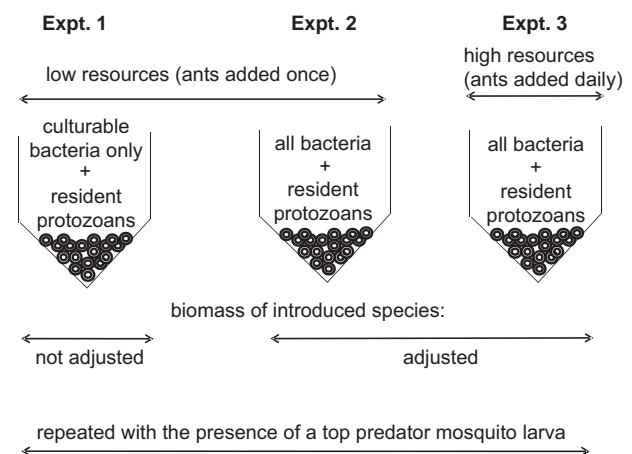 Expt. 1
Expt. 2
Expt. 3
low resources (ants added once)
high resources
(ants added daily)
culturable
bacteria only
+
resident
protozoans
all bacteria
+
resident
protozoans
all bacteria
+
resident
protozoans
biomass of introduced species:
not adjusted
adjusted
repeated with the presence of a top predator mosquito larva